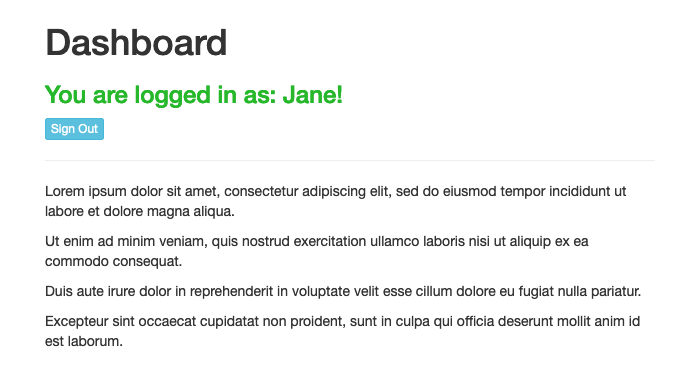 Dashboard
You are logged in as: Jane!
Sign Out
Lorem ipsum dolor sit amet, consectetur adipiscing elit, sed do eiusmod tempor incididunt ut
labore et dolore magna aliqua.
Ut enim ad minim veniam, quis nostrud exercitation ullamco laboris nisi ut aliquip ex ea
commodo consequat.
Duis aute irure dolor in reprehenderit in voluptate velit esse cillum dolore eu fugiat nulla pariatur.
Excepteur sint occaecat cupidatat non proident, sunt in culpa qui officia deserunt mollit anim id
est laborum.